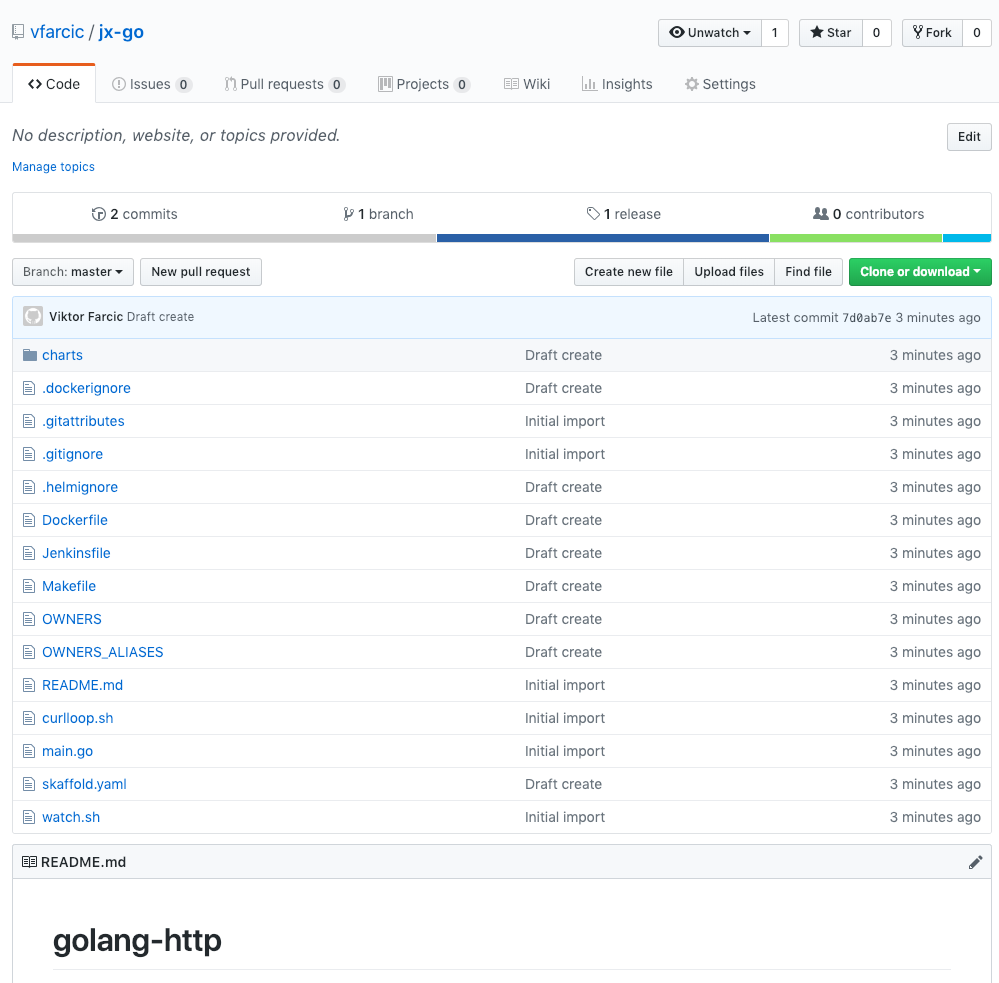 vfarcic / jx-go Unwatch 1 Star 0 Fork 0
Code Issues 0 Pull requests 0 Projects 0 Wiki Insights Settings
No description, website, or topics provided. Edit
Manage topics
2 commits 1 branch 1 release 0 contributors
Branch: master New pull request Create new file Upload files Find file Clone or download
Viktor Farcic Draft create Latest commit 7d0ab7e 3 minutes ago
charts Draft create 3 minutes ago
.dockerignore Draft create 3 minutes ago
.gitattributes Initial import 3 minutes ago
.gitignore Initial import 3 minutes ago
.helmignore Draft create 3 minutes ago
Dockerfile Draft create 3 minutes ago
Jenkinsfile Draft create 3 minutes ago
Makefile Draft create 3 minutes ago
OWNERS Draft create 3 minutes ago
OWNERS_ALIASES Draft create 3 minutes ago
README.md Initial import 3 minutes ago
curlloop.sh Initial import 3 minutes ago
main.go Initial import 3 minutes ago
skaffold.yaml Draft create 3 minutes ago
watch.sh Initial import 3 minutes ago
README.md
golang-http